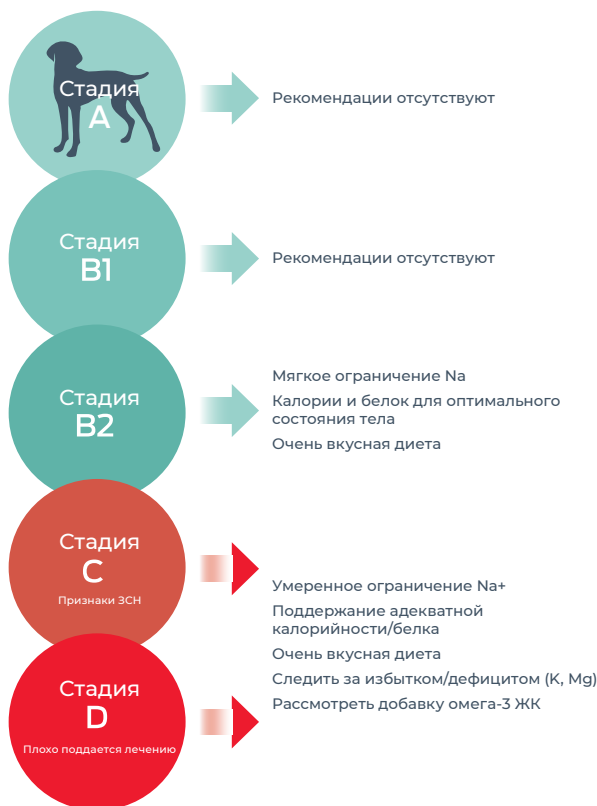 Стадия
A
Рекомендации отсутствуют
Стадия
B1
Рекомендации отсутствуют
Стадия
B2
Мягкое ограничение Na
Калории и белок для оптимального
состояния тела
Очень вкусная диета
Стадия
C
Признаки ЗСН
Умеренное ограничение Na+
Поддержание адекватной
калорийности/белка
Очень вкусная диета
Следить за избытком/дефицитом (K, Mg)
Рассмотреть добавку омега-3 ЖК
Стадия
D
Плохо поддается лечению